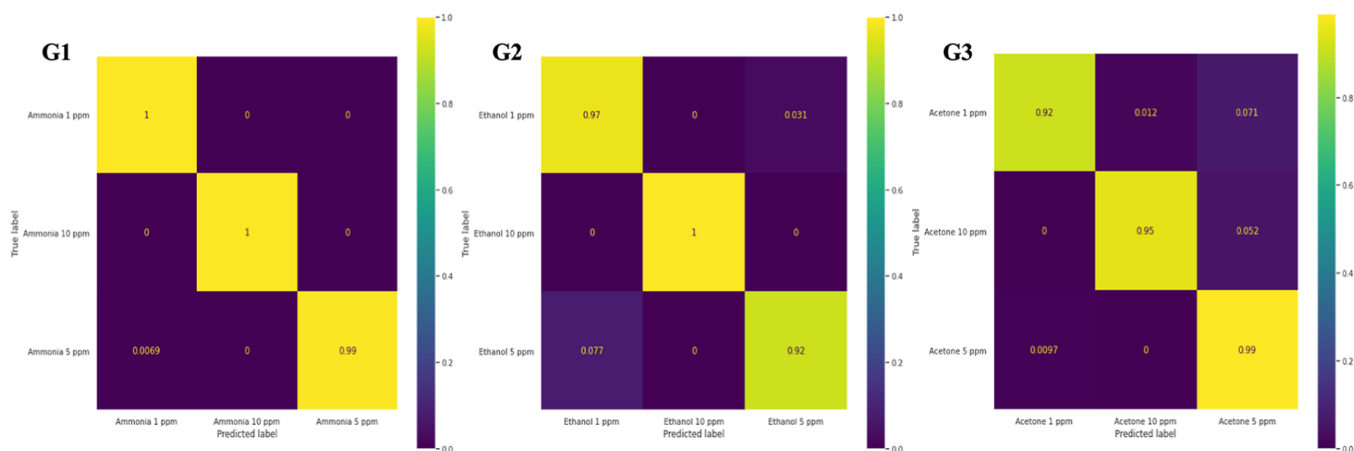 G1
True label
Ammonia 1 ppm
1
0
0
Ammonia 10 ppm
0
1
0
Ammonia 5 ppm
0.0069
0
0.99
Ammonia 1 ppm
Ammonia 10 ppm
Ammonia 5 ppm
Predicted label
1.0
0.8
0.6
0.4
0.2
0.0
G2
True label
Ethanol 1 ppm
0.97
0
0.031
Ethanol 10 ppm
0
1
0
Ethanol 5 ppm
0.077
0
0.92
Ethanol 1 ppm
Ethanol 10 ppm
Ethanol 5 ppm
Predicted label
1.0
0.8
0.6
0.4
0.2
0.0
G3
True label
Acetone 1 ppm
0.92
0.012
0.071
Acetone 10 ppm
0
0.95
0.052
Acetone 5 ppm
0.0097
0
0.99
Acetone 1 ppm
Acetone 10 ppm
Acetone 5 ppm
Predicted label
0.8
0.6
0.4
0.2
0.0